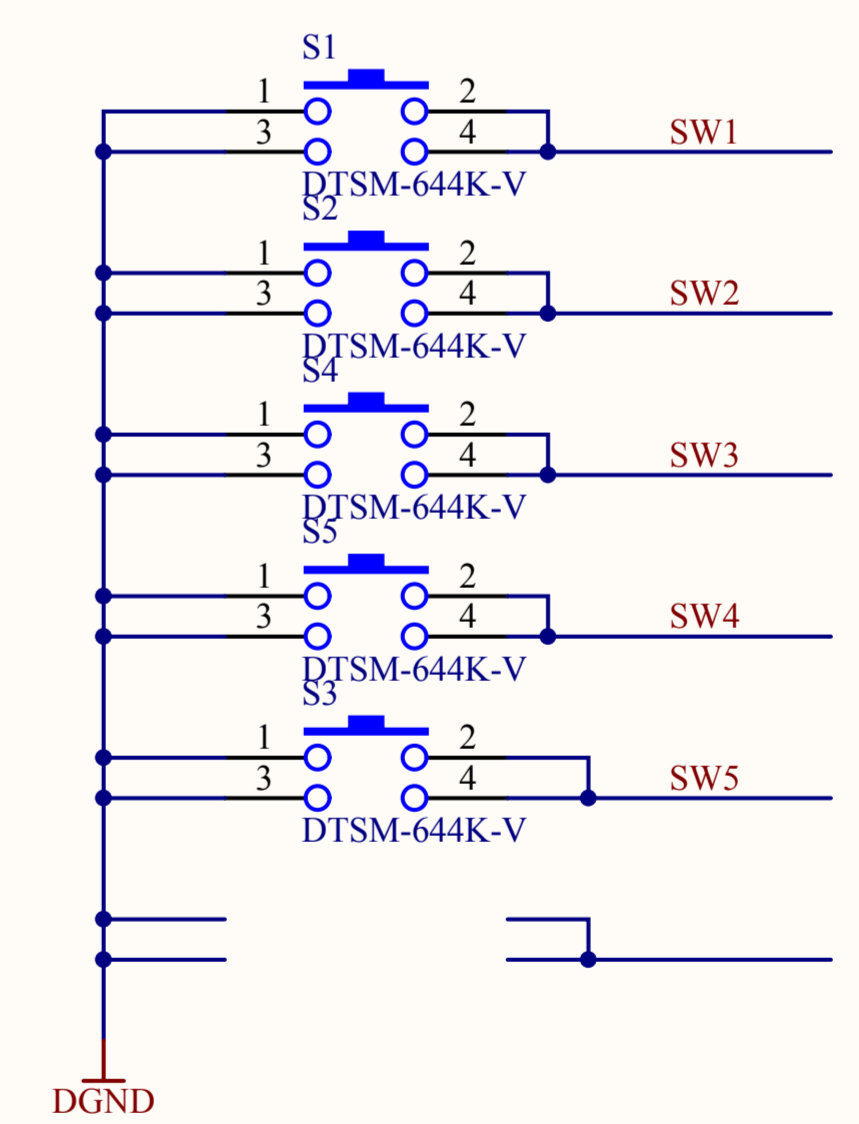 S1
1 2
3 4 SW1
DTSM-644K-V
S2
1 2
3 4 SW2
DTSM-644K-V
S4
1 2
3 4 SW3
DTSM-644K-V
S5
1 2
3 4 SW4
DTSM-644K-V
S3
1 2
3 4 SW5
DTSM-644K-V
DGND